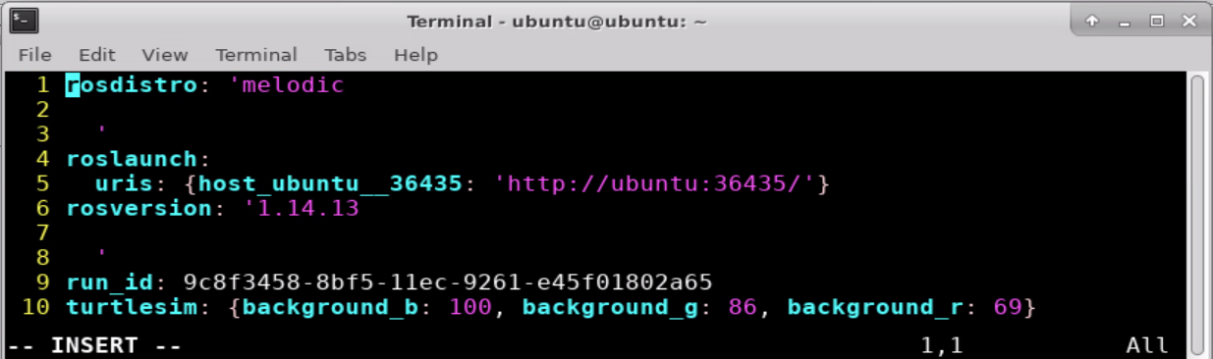 Terminal - ubuntu@ubuntu: ~
File Edit View Terminal Tabs Help
1 rosdistro: 'melodic
2
3   '
4 roslaunch:
5   uris: {host_ubuntu__36435: 'http://ubuntu:36435/'}
6 rosversion: '1.14.13
7
8   '
9 run_id: 9c8f3458-8bf5-11ec-9261-e45f01802a65
10 turtlesim: {background_b: 100, background_g: 86, background_r: 69}
-- INSERT -- 1,1 All